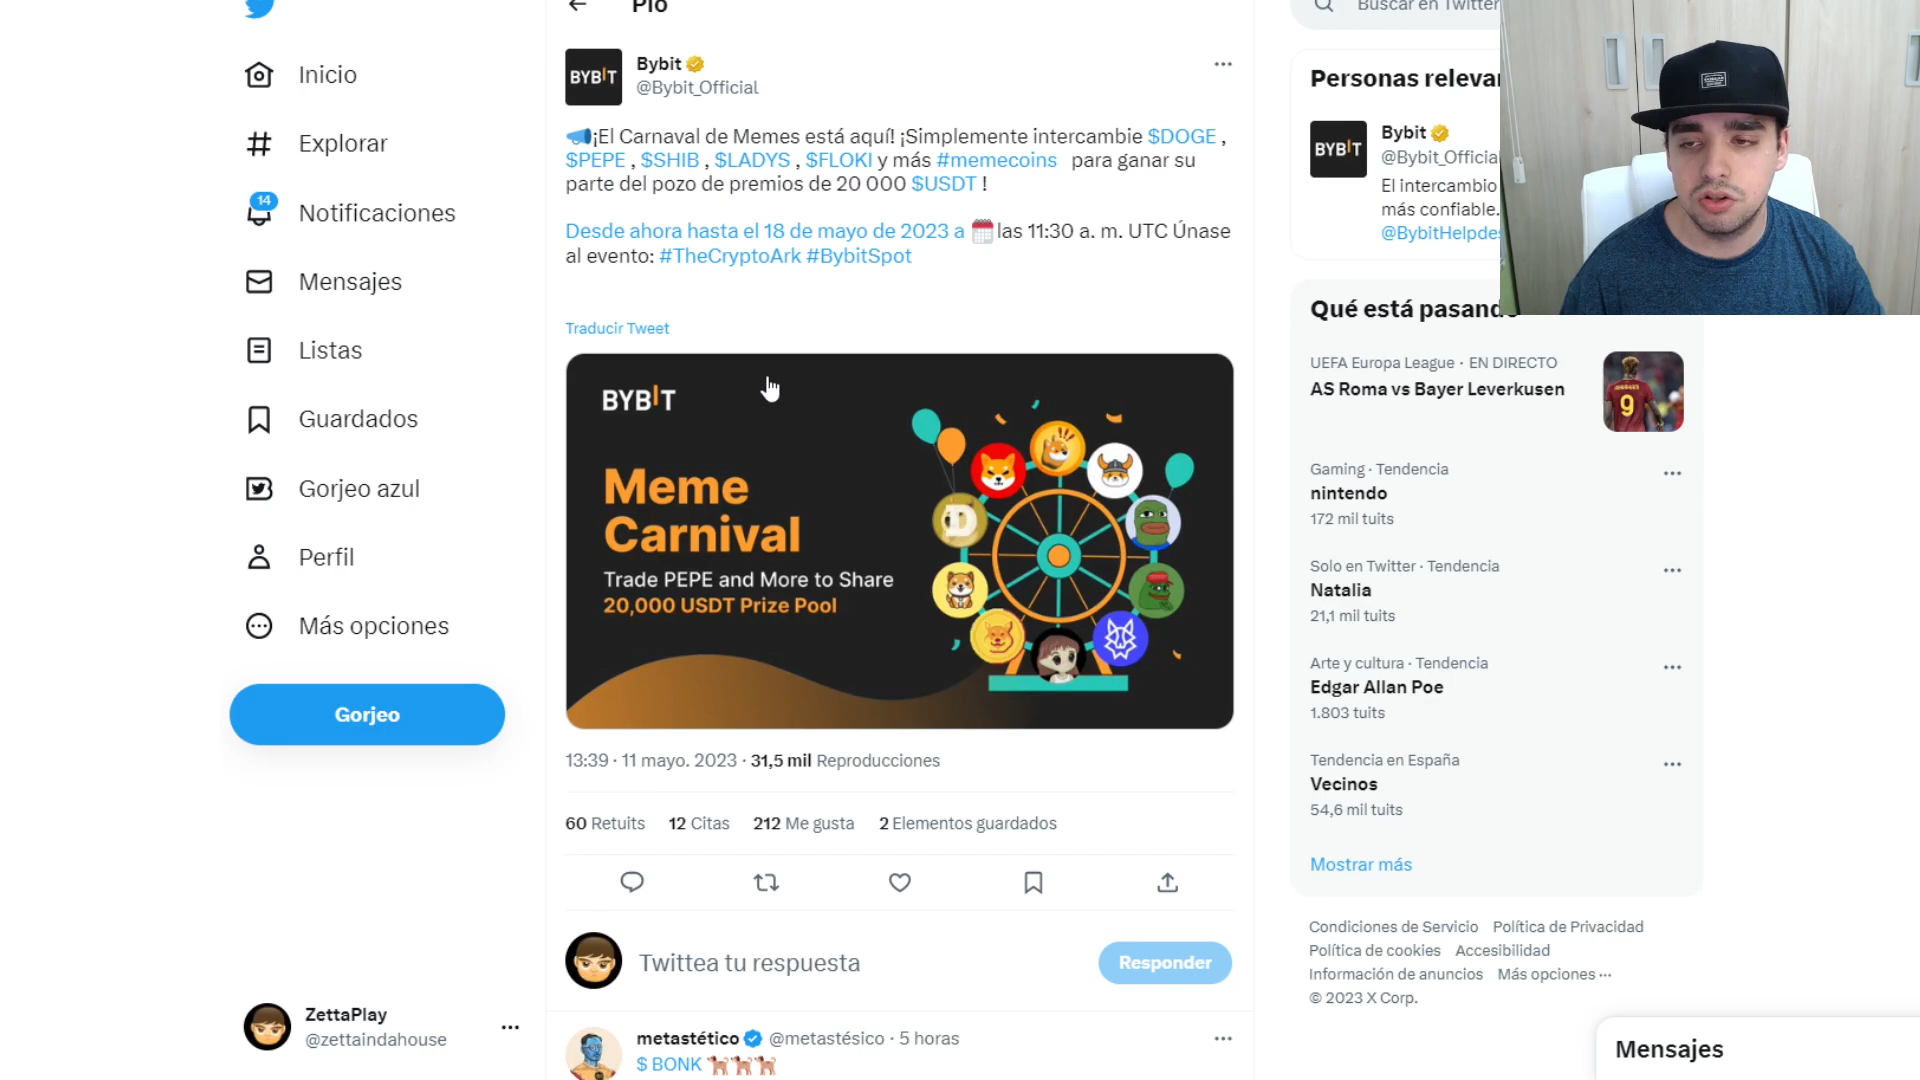 Pío
Buscar en Twitter
Inicio
Explorar
14
Notificaciones
Mensajes
Listas
Guardados
Gorjeo azul
Perfil
Más opciones
Gorjeo
ZettaPlay
@zettaindahouse
BYBIT
Bybit
@Bybit_Official
¡El Carnaval de Memes está aquí! ¡Simplemente intercambie $DOGE ,
$PEPE , $SHIB , $LADYS , $FLOKI y más #memecoins para ganar su
parte del pozo de premios de 20 000 $USDT !
Desde ahora hasta el 18 de mayo de 2023 a las 11:30 a. m. UTC Únase
al evento: #TheCryptoArk #BybitSpot
Traducir Tweet
BYBIT
Meme
Carnival
Trade PEPE and More to Share
20,000 USDT Prize Pool
13:39 · 11 mayo. 2023 · 31,5 mil Reproducciones
60 Retuits 12 Citas 212 Me gusta 2 Elementos guardados
Twittea tu respuesta
Responder
metastético @metastésico · 5 horas
$ BONK
Personas relevan
BYBIT
Bybit
@Bybit_Officia
El intercambio
más confiable.
@BybitHelpdes
Qué está pasando
UEFA Europa League · EN DIRECTO
AS Roma vs Bayer Leverkusen
9
Gaming · Tendencia
nintendo
172 mil tuits
Solo en Twitter · Tendencia
Natalia
21,1 mil tuits
Arte y cultura · Tendencia
Edgar Allan Poe
1.803 tuits
Tendencia en España
Vecinos
54,6 mil tuits
Mostrar más
Condiciones de Servicio Política de Privacidad
Política de cookies Accesibilidad
Información de anuncios Más opciones ···
© 2023 X Corp.
Mensajes